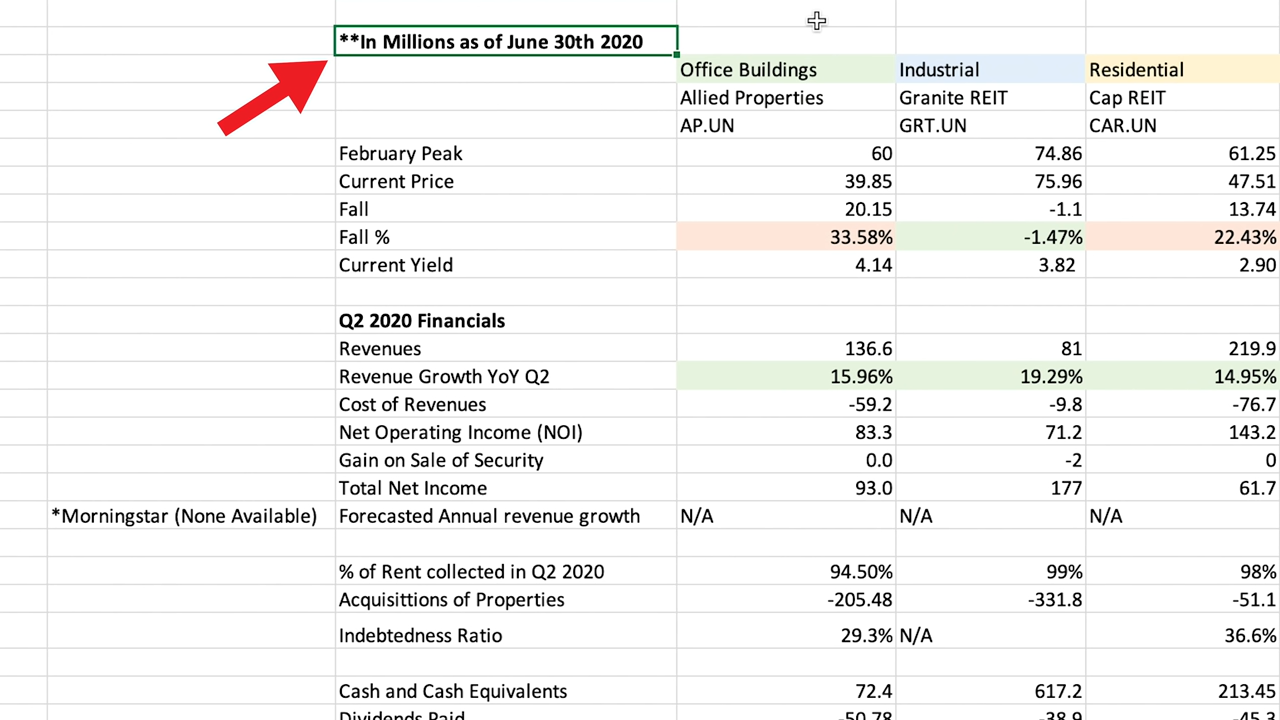 **In Millions as of June 30th 2020
Office Buildings Industrial Residential
Allied Properties Granite REIT Cap REIT
AP.UN GRT.UN CAR.UN
February Peak 60 74.86 61.25
Current Price 39.85 75.96 47.51
Fall 20.15 -1.1 13.74
Fall % 33.58% -1.47% 22.43%
Current Yield 4.14 3.82 2.90
Q2 2020 Financials
Revenues 136.6 81 219.9
Revenue Growth YoY Q2 15.96% 19.29% 14.95%
Cost of Revenues -59.2 -9.8 -76.7
Net Operating Income (NOI) 83.3 71.2 143.2
Gain on Sale of Security 0.0 -2 0
Total Net Income 93.0 177 61.7
*Morningstar (None Available) Forecasted Annual revenue growth N/A N/A N/A
% of Rent collected in Q2 2020 94.50% 99% 98%
Acquisittions of Properties -205.48 -331.8 -51.1
Indebtedness Ratio 29.3% N/A 36.6%
Cash and Cash Equivalents 72.4 617.2 213.45
Dividends Paid -50.78 -38.9 -45.3